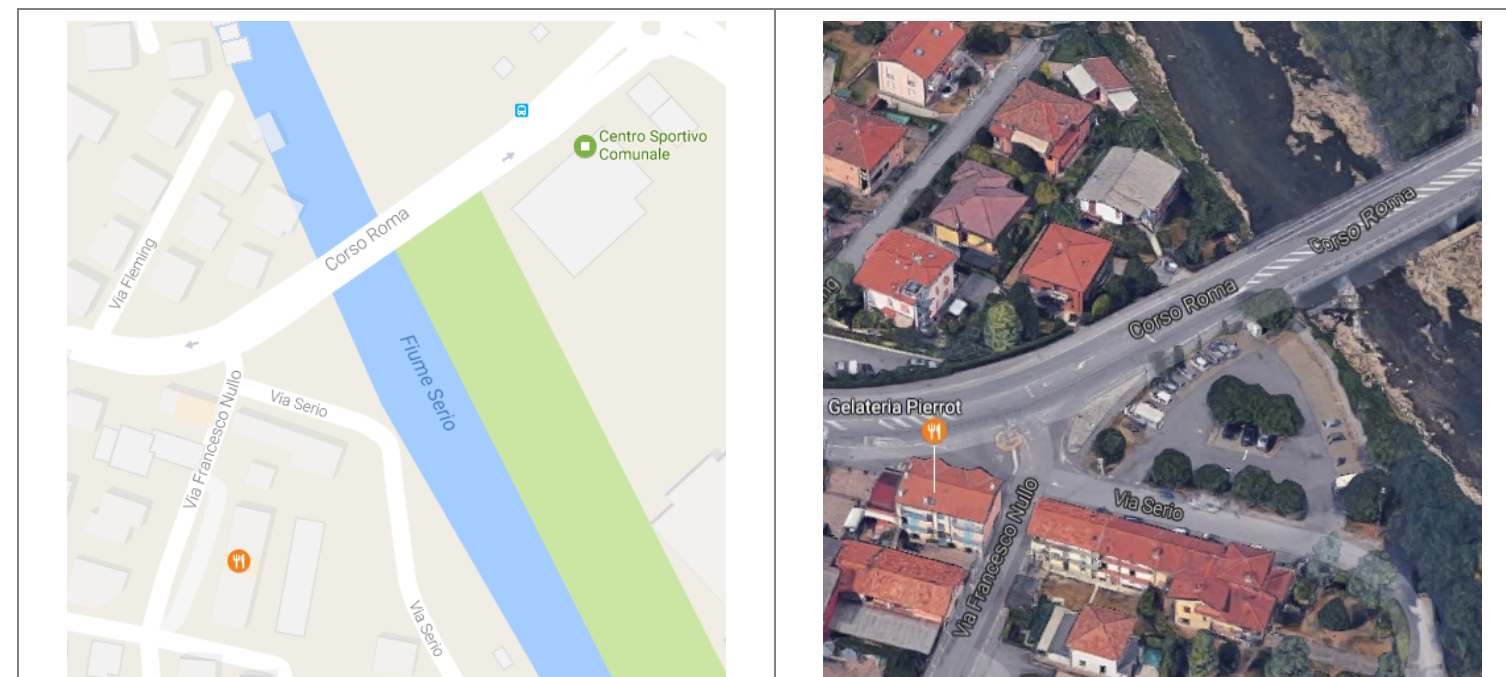 Centro Sportivo
Comunale
Corso Roma
Via Fleming
Fiume Serio
Via Serio
Via Francesco Nullo
Via Serio
Corso Roma
Corso Roma
Gelateria Pierrot
Via Serio
Via Francesco Nullo